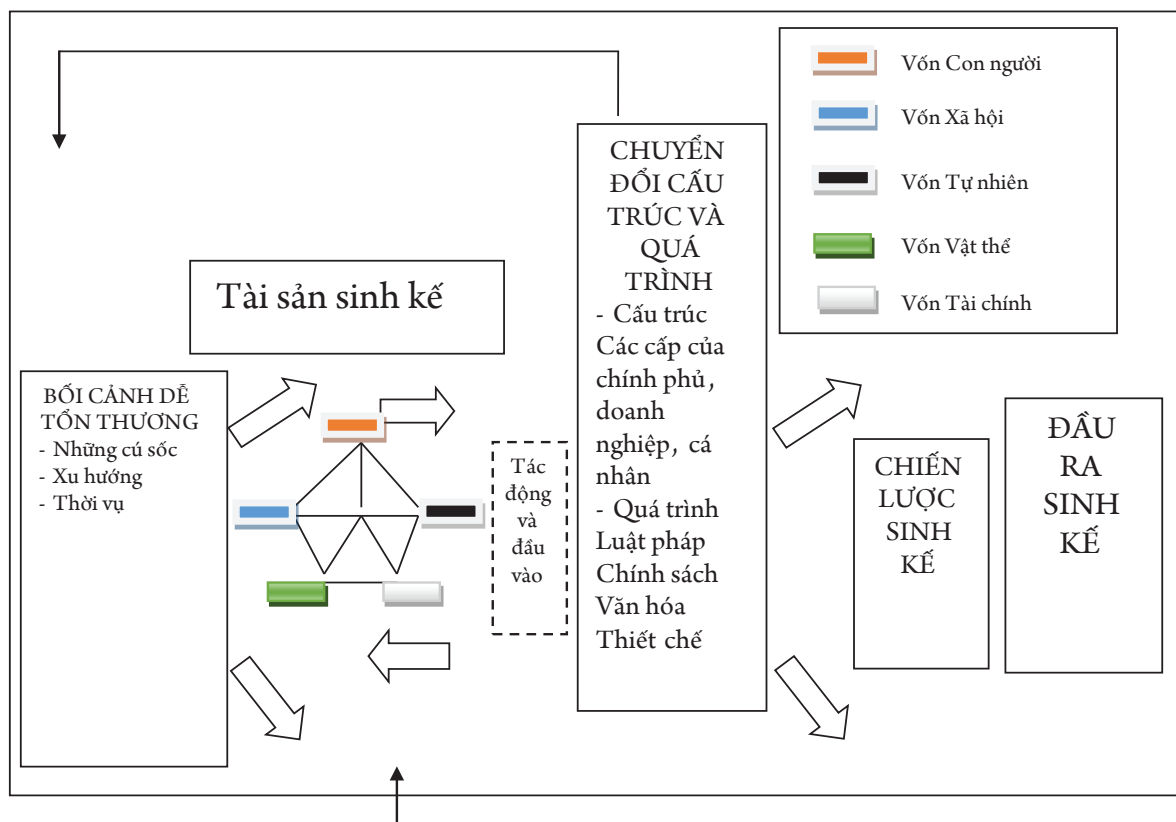 Vốn Con người
Vốn Xã hội
Vốn Tự nhiên
Vốn Vật thể
Vốn Tài chính
Tài sản sinh kế
BỐI CẢNH DỄ
TỔN THƯƠNG
- Những cú sốc
- Xu hướng
- Thời vụ
Tác
động
và
đầu
vào
CHUYỂN
ĐỔI CẤU
TRÚC VÀ
QUÁ
TRÌNH
- Cấu trúc
Các cấp của
chính phủ,
doanh
nghiệp, cá
nhân
- Quá trình
Luật pháp
Chính sách
Văn hóa
Thiết chế
CHIẾN
LƯỢC
SINH
KẾ
ĐẦU
RA
SINH
KẾ